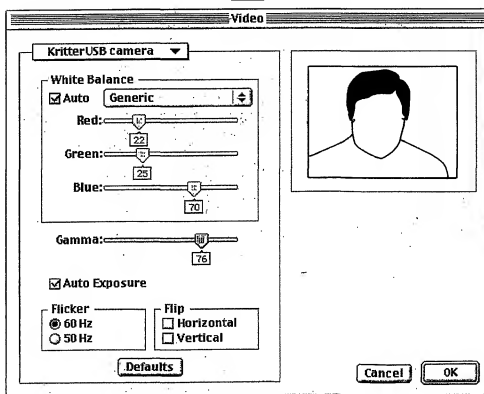 Video
KritterUSB camera
White Balance
Auto Generic
Red:
22
Green:
25
Blue:
70
Gamma:
76
Auto Exposure
Flicker
60 Hz
50 Hz
Flip
Horizontal
Vertical
Defaults
Cancel OK